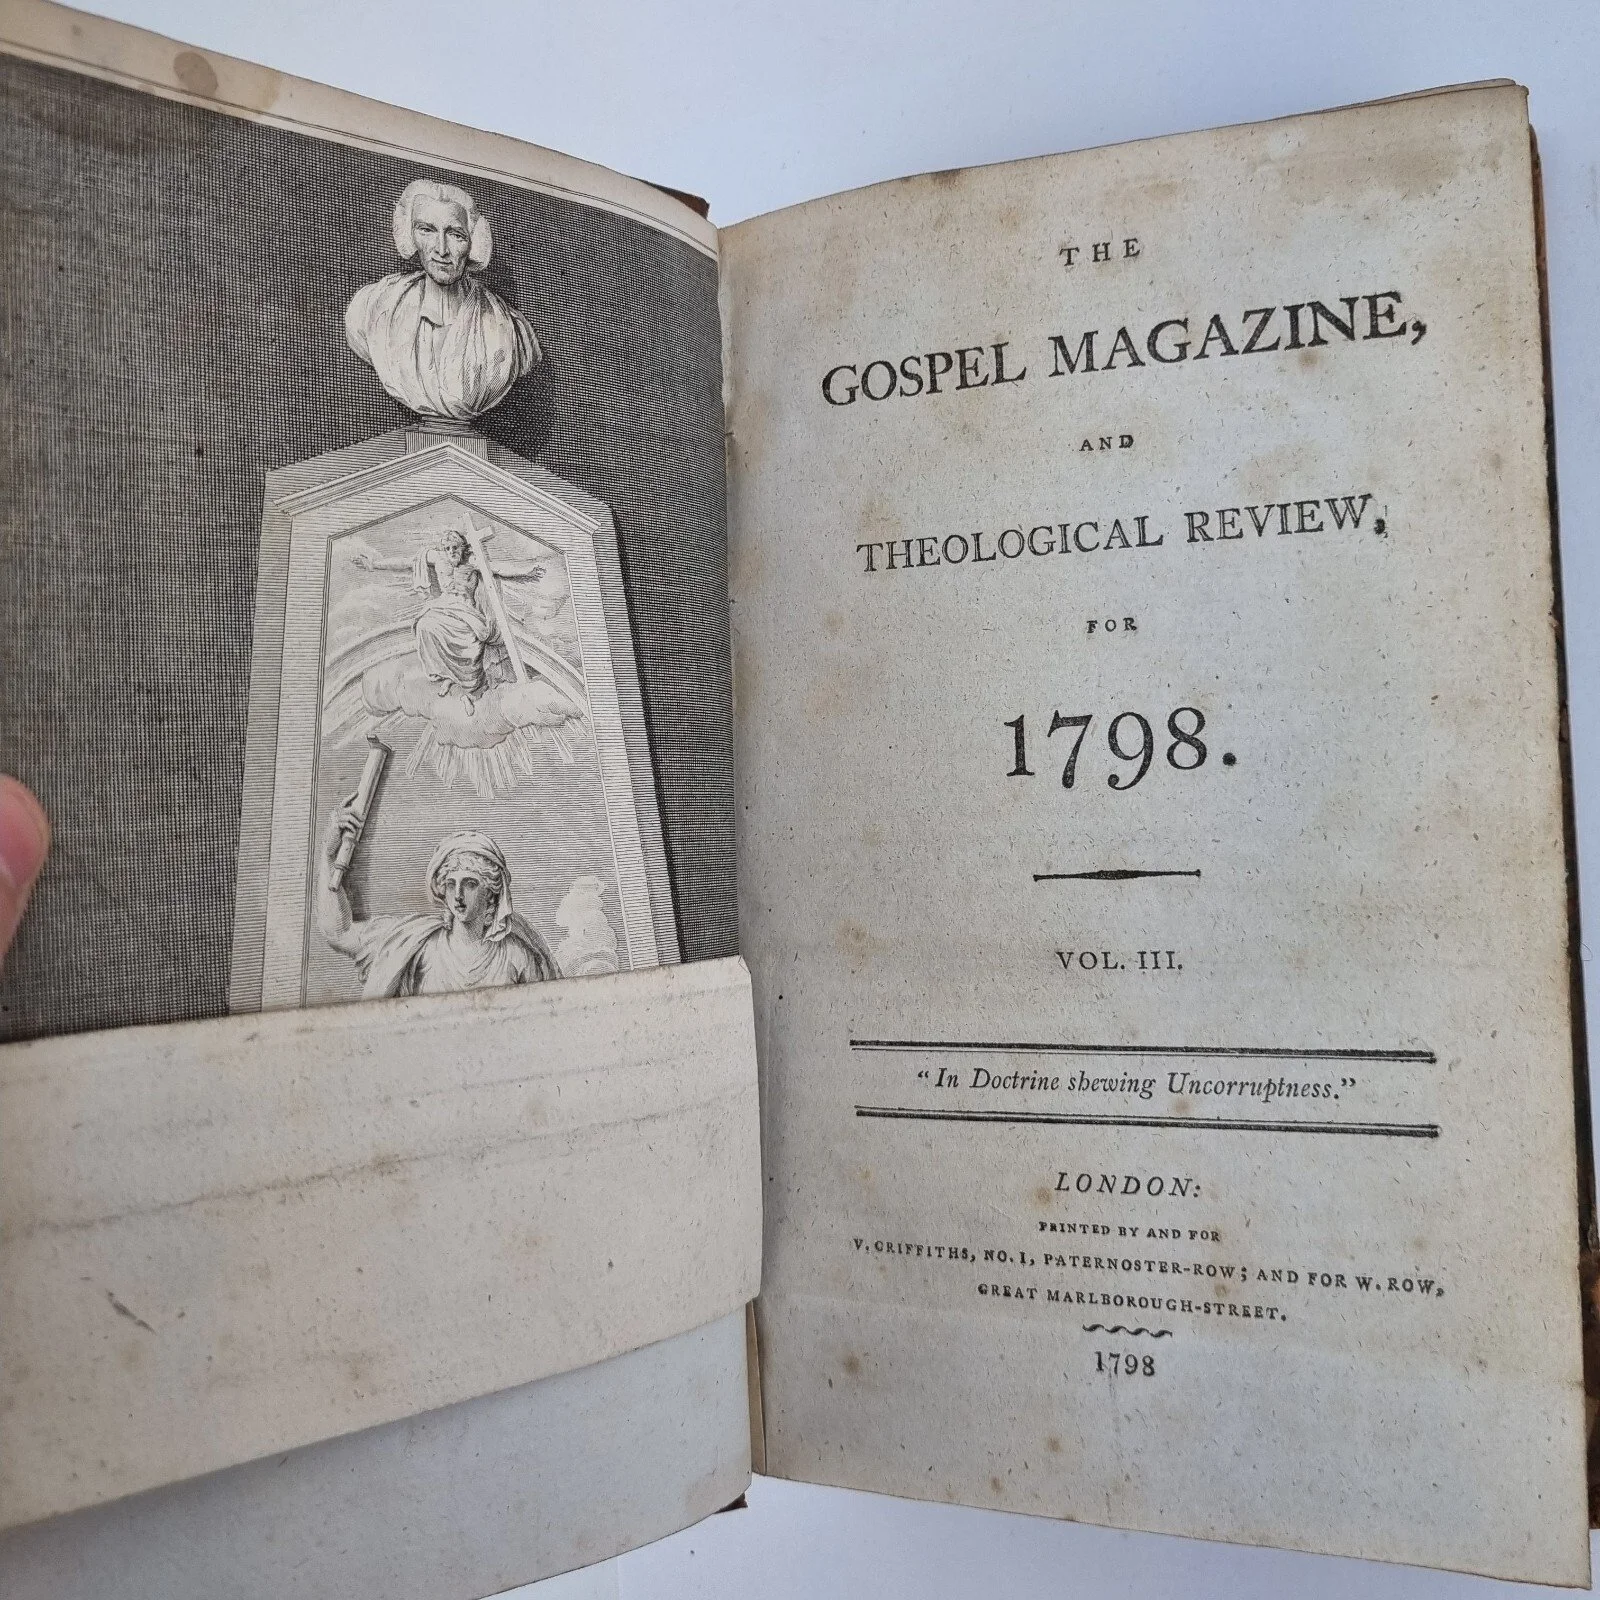 THE
GOSPEL MAGAZINE,
AND
THEOLOGICAL REVIEW,
FOR
1798.
VOL. III.
"In Doctrine shewing Uncorruptness."
LONDON:
PRINTED BY AND FOR
V. GRIFFITHS, NO. 1, PATERNOSTER-ROW; AND FOR W. ROW,
GREAT MARLBOROUGH-STREET.
1798